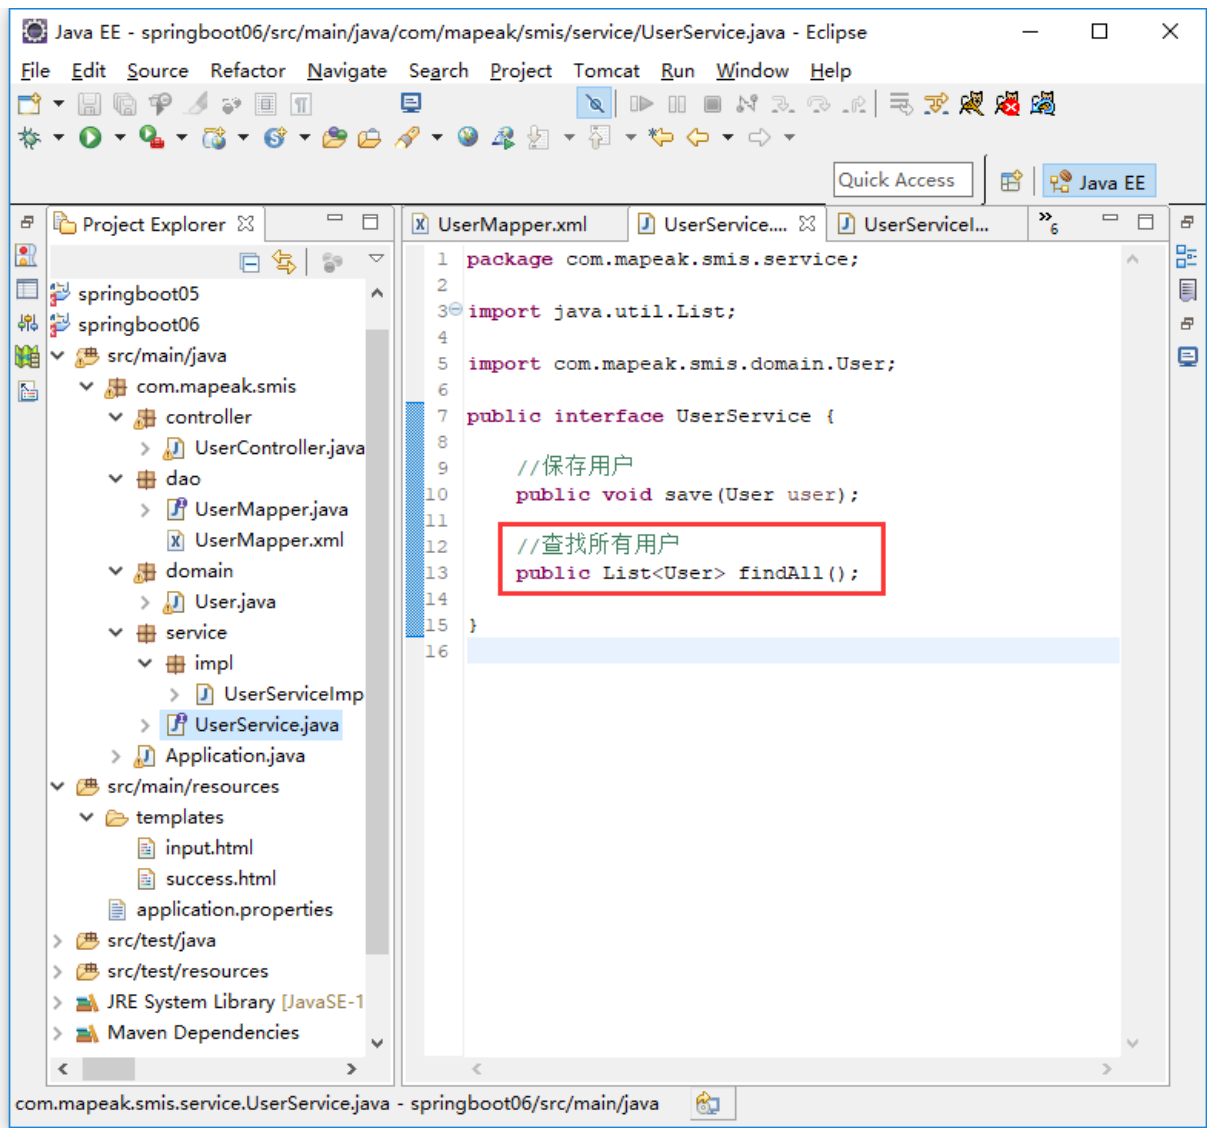 Java EE - springboot06/src/main/java/com/mapeak/smis/service/UserService.java - Eclipse
File Edit Source Refactor Navigate Search Project Tomcat Run Window Help
Quick Access
Java EE
Project Explorer
springboot05
springboot06
src/main/java
com.mapeak.smis
controller
UserController.java
dao
UserMapper.java
UserMapper.xml
domain
User.java
service
impl
UserServiceImp
UserService.java
Application.java
src/main/resources
templates
input.html
success.html
application.properties
src/test/java
src/test/resources
JRE System Library [JavaSE-1
Maven Dependencies
UserMapper.xml
UserService....
UserServiceI...
»6
1 package com.mapeak.smis.service;
2
3 import java.util.List;
4
5 import com.mapeak.smis.domain.User;
6
7 public interface UserService {
8
9 //保存用户
10 public void save(User user);
11
12 //查找所有用户
13 public List<User> findAll();
14
15 }
16
com.mapeak.smis.service.UserService.java - springboot06/src/main/java